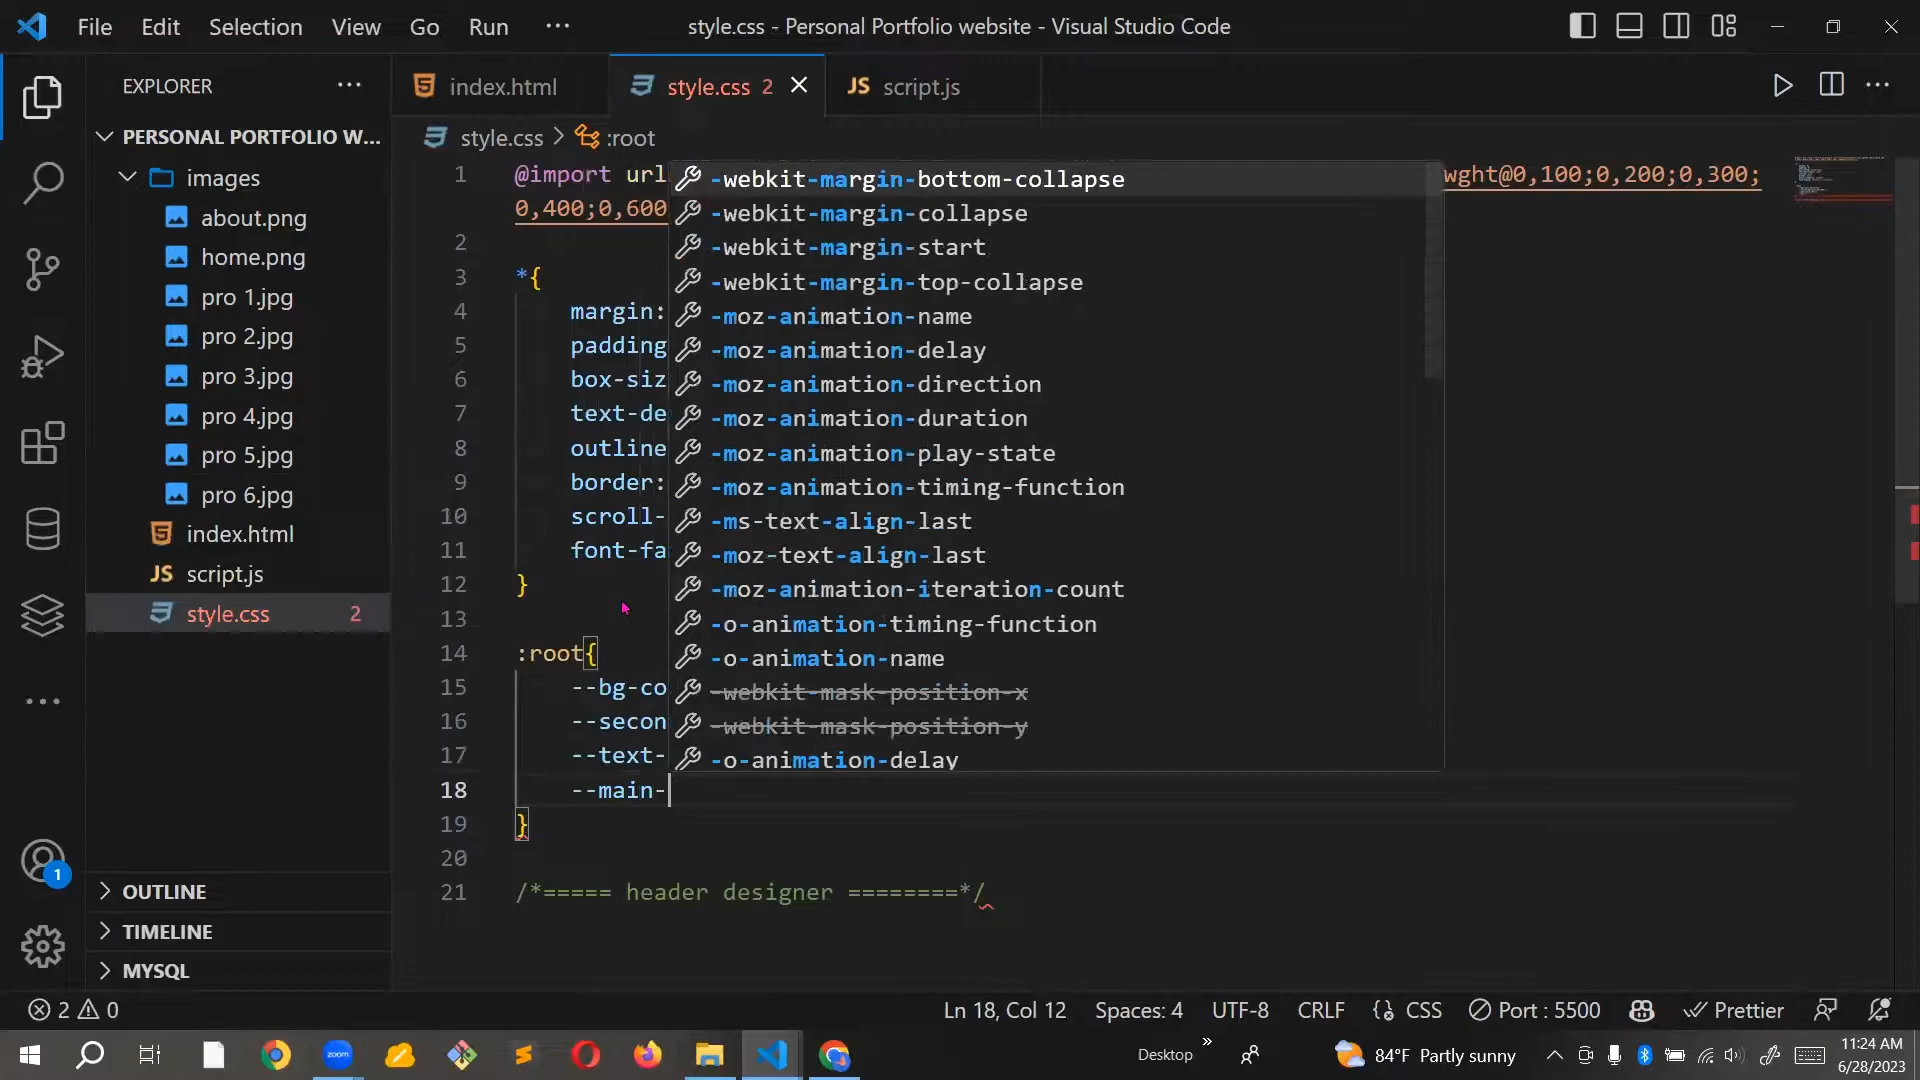 File Edit Selection View Go Run ··· style.css - Personal Portfolio website - Visual Studio Code
EXPLORER ···
index.html
style.css 2
JS script.js
PERSONAL PORTFOLIO W...
images
about.png
home.png
pro 1.jpg
pro 2.jpg
pro 3.jpg
pro 4.jpg
pro 5.jpg
pro 6.jpg
index.html
JS script.js
style.css 2
OUTLINE
TIMELINE
MYSQL
style.css > :root
1 @import url
wght@0,100;0,200;0,300;
0,400;0,600
2
3 *{
4 margin:
5 padding
6 box-siz
7 text-de
8 outline
9 border:
10 scroll-
11 font-fa
12 }
13
14 :root{
15 --bg-co
16 --secon
17 --text-
18 --main-
19 }
20
21 /*===== header designer ========*/
-webkit-margin-bottom-collapse
-webkit-margin-collapse
-webkit-margin-start
-webkit-margin-top-collapse
-moz-animation-name
-moz-animation-delay
-moz-animation-direction
-moz-animation-duration
-moz-animation-play-state
-moz-animation-timing-function
-ms-text-align-last
-moz-text-align-last
-moz-animation-iteration-count
-o-animation-timing-function
-o-animation-name
-webkit-mask-position-x
-webkit-mask-position-y
-o-animation-delay
1
2 0
Ln 18, Col 12 Spaces: 4 UTF-8 CRLF CSS Port : 5500 Prettier
zoom
Desktop
84°F Partly sunny
11:24 AM
6/28/2023